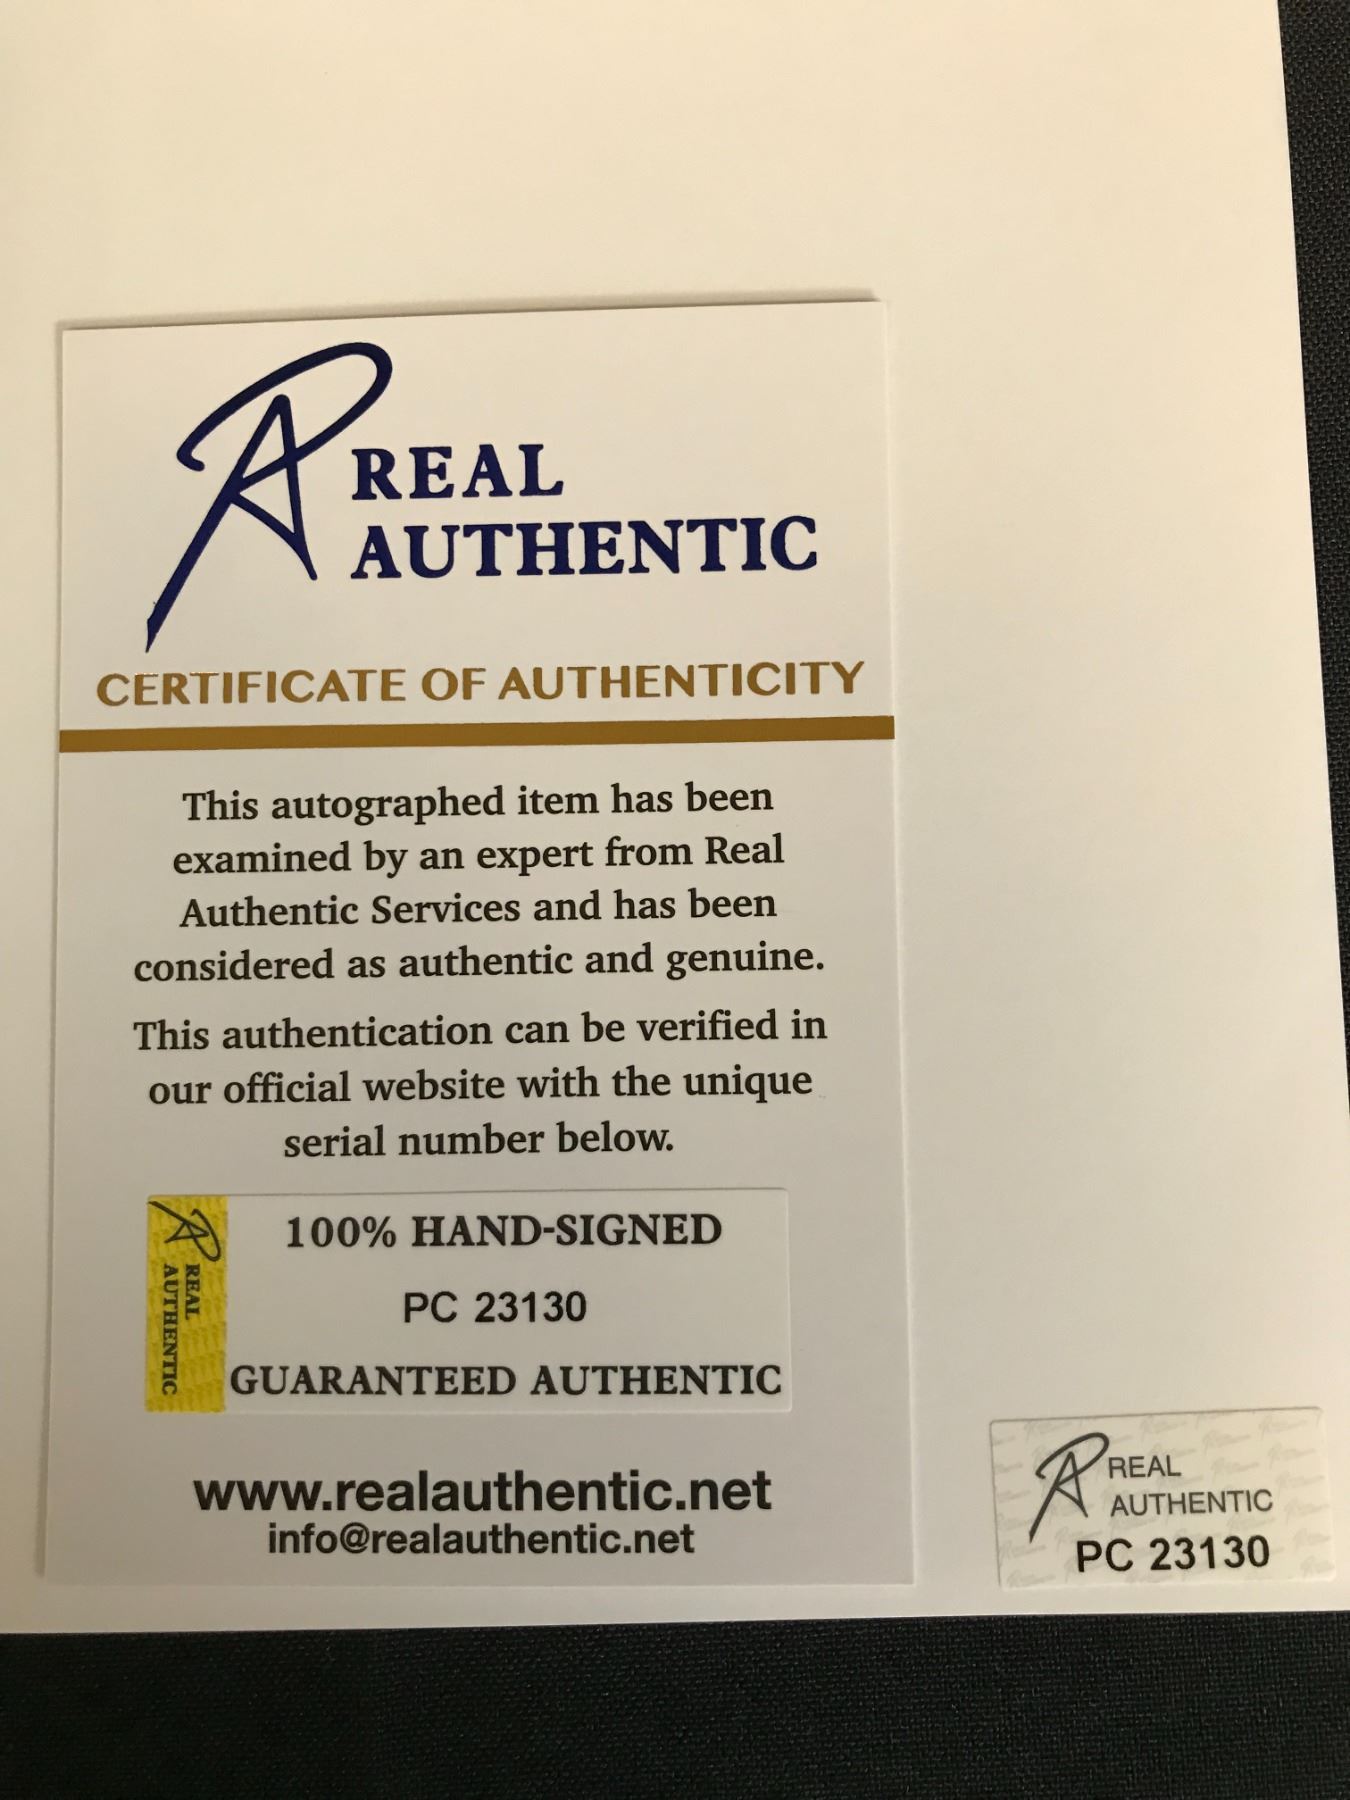 REAL
AUTHENTIC
CERTIFICATE OF AUTHENTICITY
This autographed item has been
examined by an expert from Real
Authentic Services and has been
considered as authentic and genuine.
This authentication can be verified in
our official website with the unique
serial number below.
REAL
AUTHENTIC
100% HAND-SIGNED
PC 23130
GUARANTEED AUTHENTIC
www.realauthentic.net
info@realauthentic.net
REAL
AUTHENTIC
PC 23130